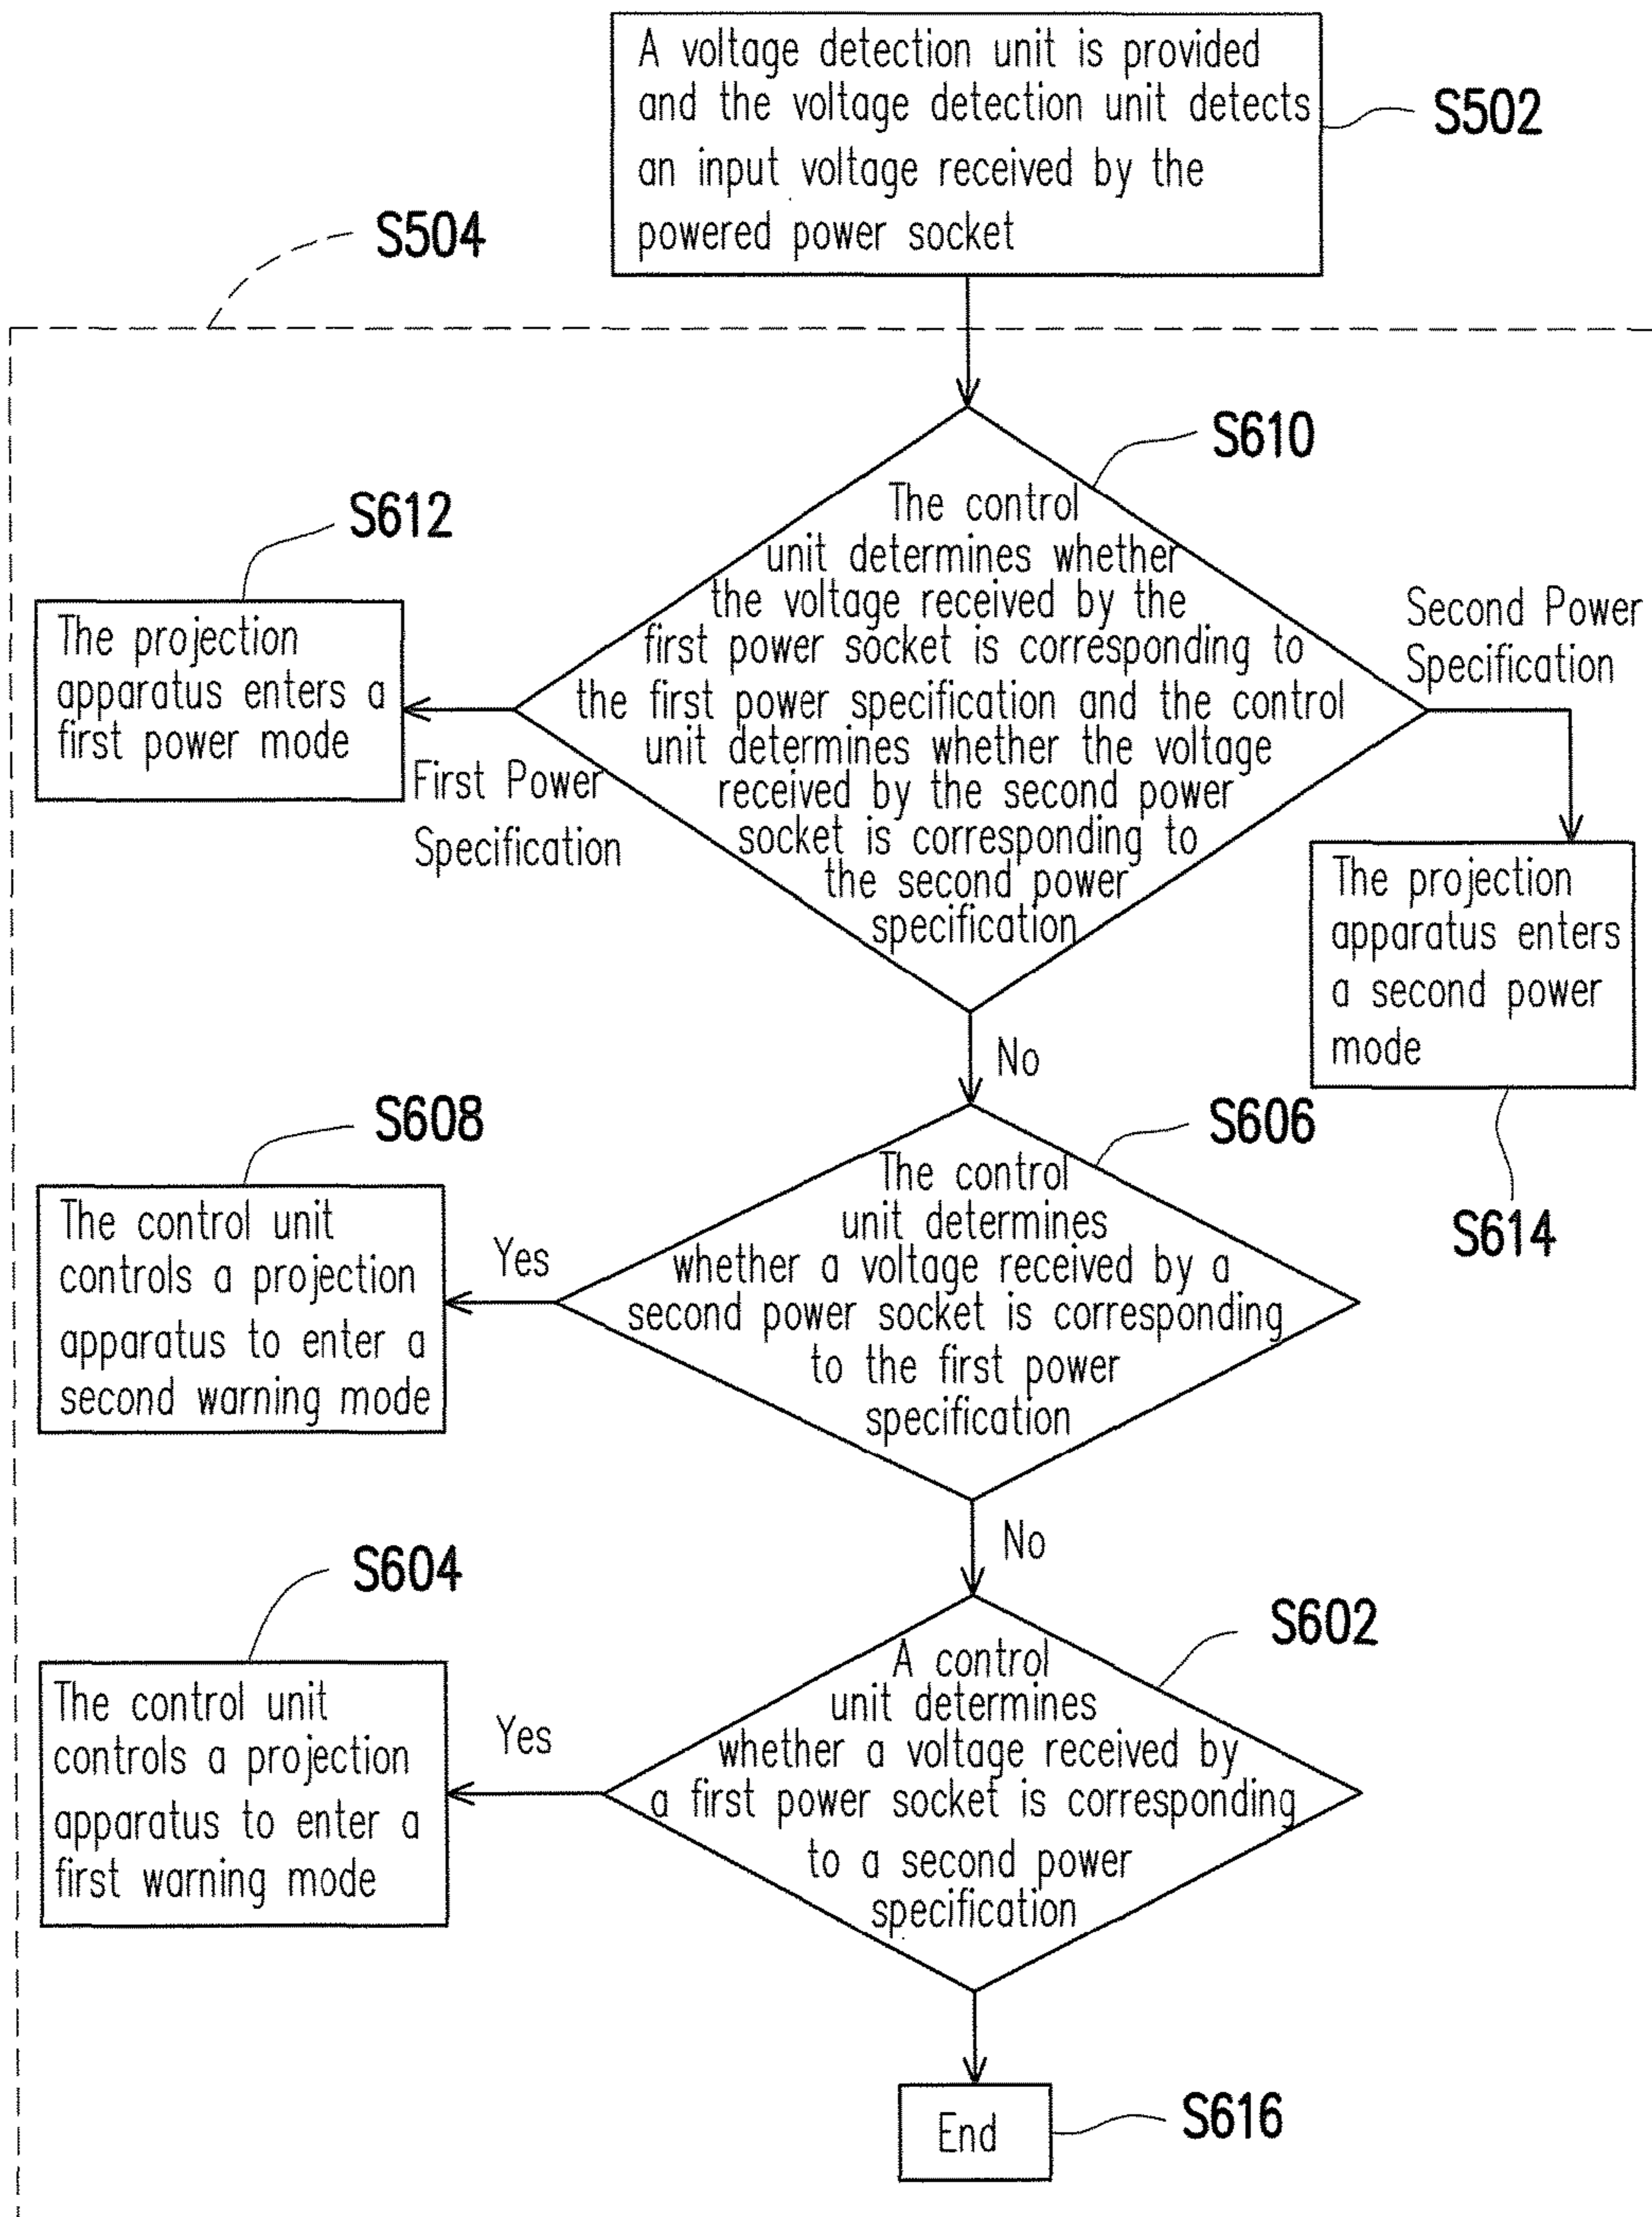 A voltage detection unit is provided
and the voltage detection unit detects
an input voltage received by the
powered power socket
S502
S504
S610
The control
unit determines whether
the voltage received by the
first power socket is corresponding to
the first power specification and the control
unit determines whether the voltage
received by the second power
socket is corresponding to
the second power
specification
S612
The projection
apparatus enters a
first power mode
First Power
Specification
Second Power
Specification
The projection
apparatus enters
a second power
mode
S614
No
S606
The control
unit determines
whether a voltage received by a
second power socket is corresponding
to the first power
specification
Yes
S608
The control unit
controls a projection
apparatus to enter a
second warning mode
No
S602
A control
unit determines
whether a voltage received by
a first power socket is corresponding
to a second power
specification
Yes
S604
The control unit
controls a projection
apparatus to enter a
first warning mode
End
S616